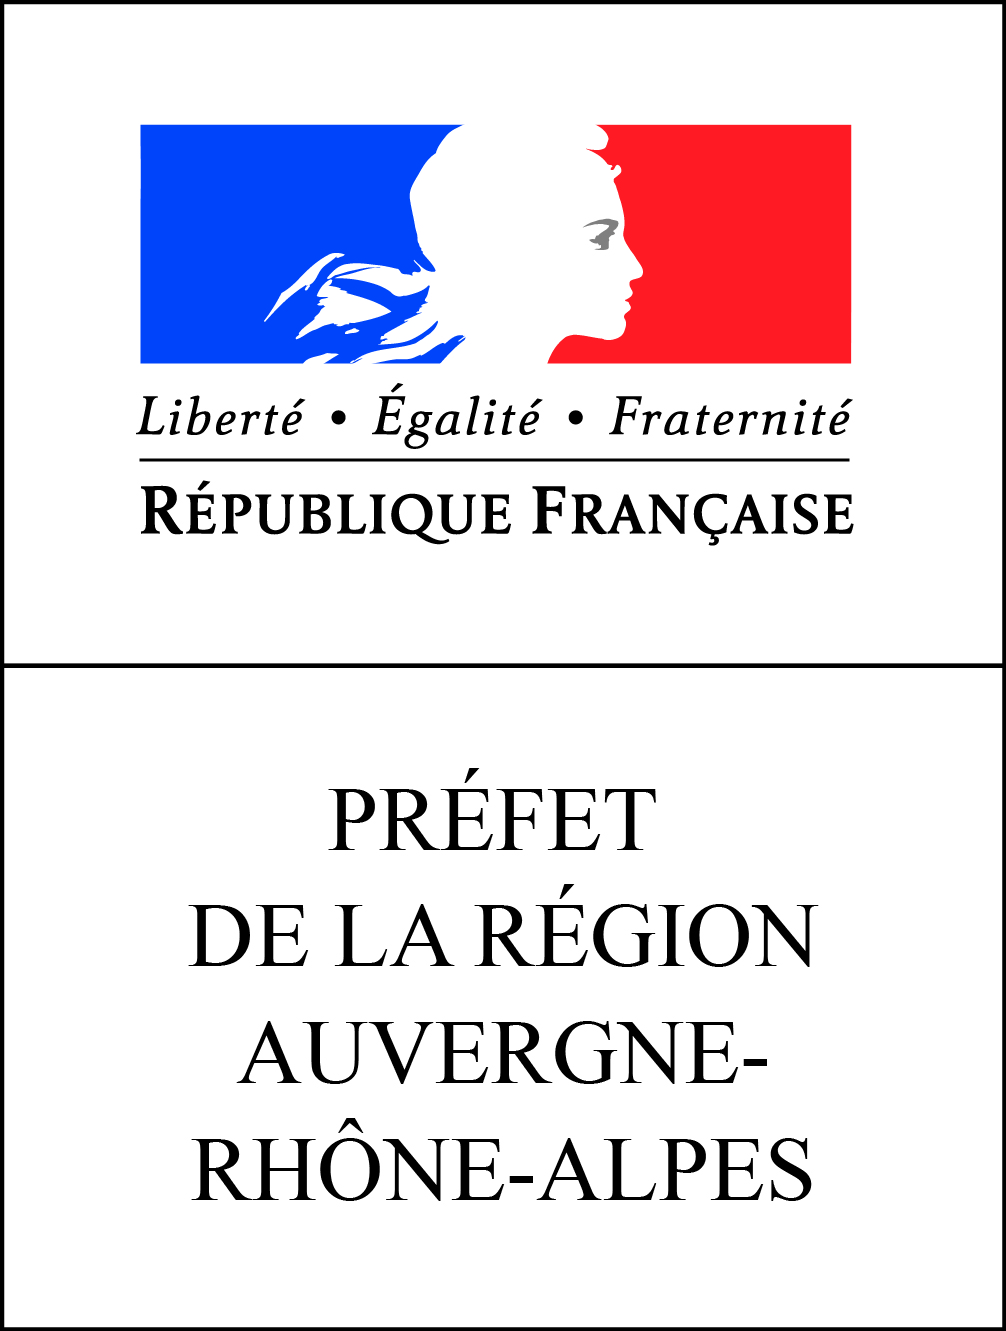 Liberté • Égalité • Fraternité
RÉPUBLIQUE FRANÇAISE
PRÉFET
DE LA RÉGION
AUVERGNE-
RHÔNE-ALPES